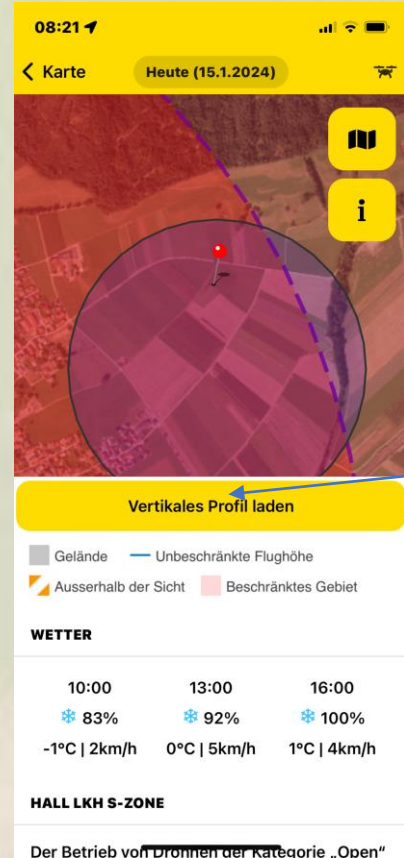 08:21
Karte
Heute (15.1.2024)
i
Vertikales Profil laden
Gelände Unbeschränkte Flughöhe
Ausserhalb der Sicht Beschränktes Gebiet
WETTER
10:00 13:00 16:00
83% 92% 100%
-1°C | 2km/h 0°C | 5km/h 1°C | 4km/h
HALL LKH S-ZONE
Der Betrieb von Drohnen der Kategorie „Open“